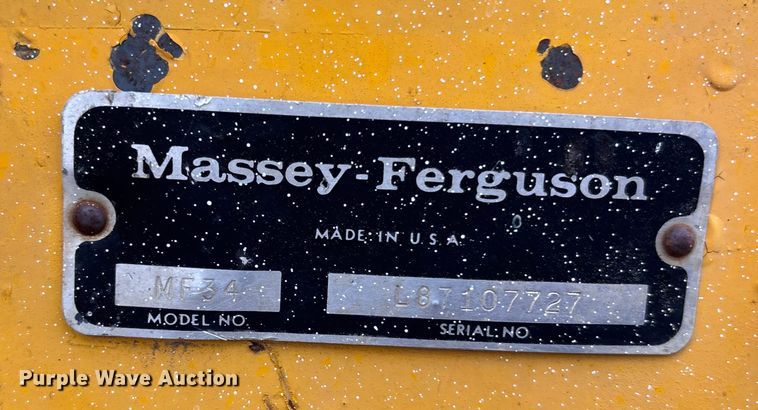 Massey-Ferguson
MADE IN U.S.A.
MF34
L87107727
MODEL NO.
SERIAL NO.
Purple Wave Auction